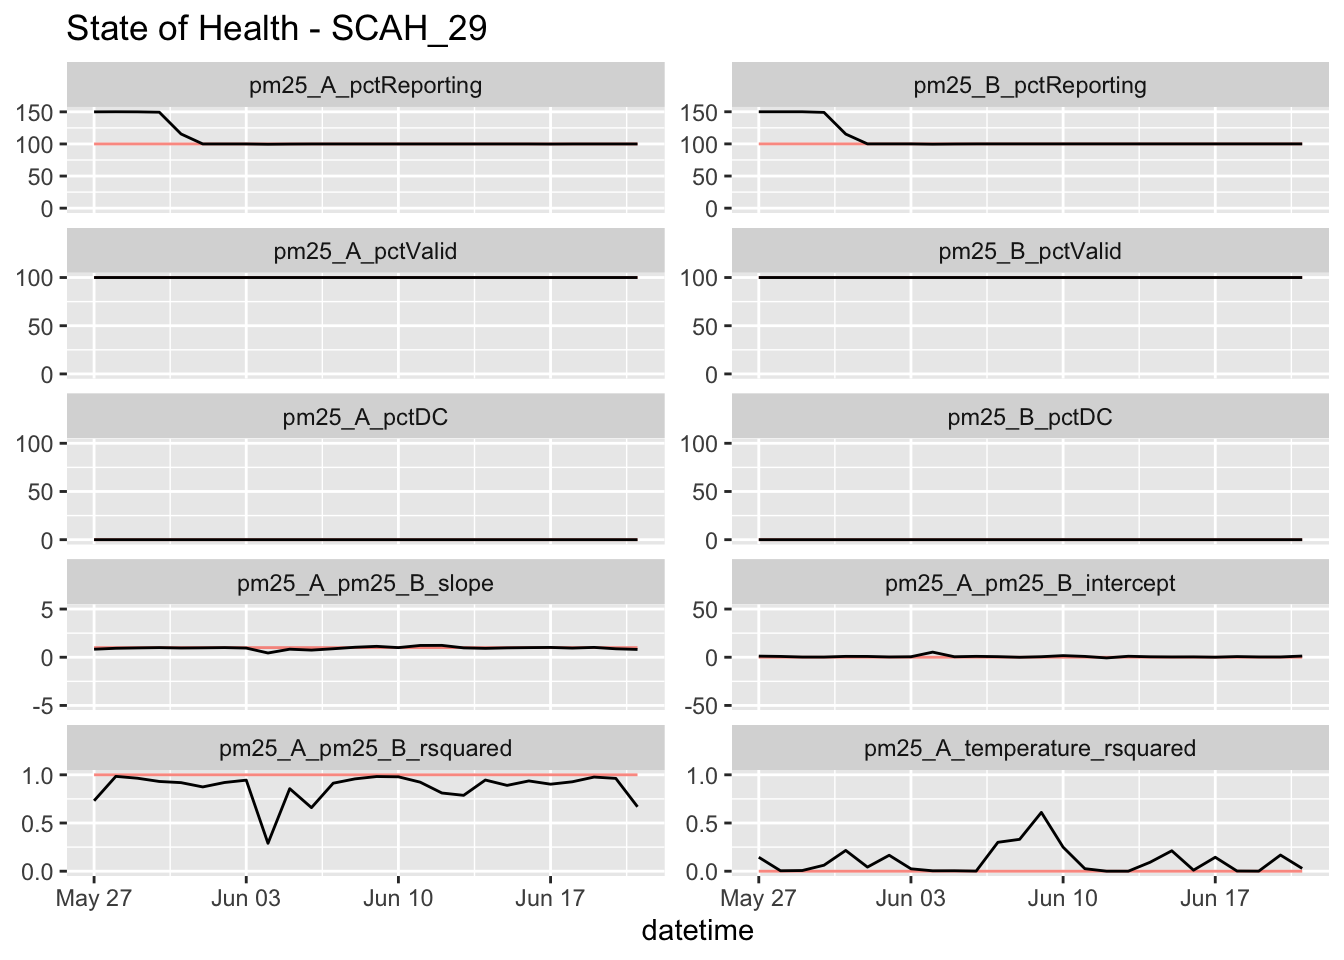 State of Health - SCAH_29
pm25_A_pctReporting
pm25_B_pctReporting
150
100
50
0
150
100
50
0
pm25_A_pctValid
pm25_B_pctValid
100
50
0
100
50
0
pm25_A_pctDC
pm25_B_pctDC
100
50
0
100
50
0
pm25_A_pm25_B_slope
pm25_A_pm25_B_intercept
5
0
-5
50
0
-50
pm25_A_pm25_B_rsquared
pm25_A_temperature_rsquared
1.0
0.5
0.0
1.0
0.5
0.0
May 27 Jun 03 Jun 10 Jun 17
May 27 Jun 03 Jun 10 Jun 17
datetime